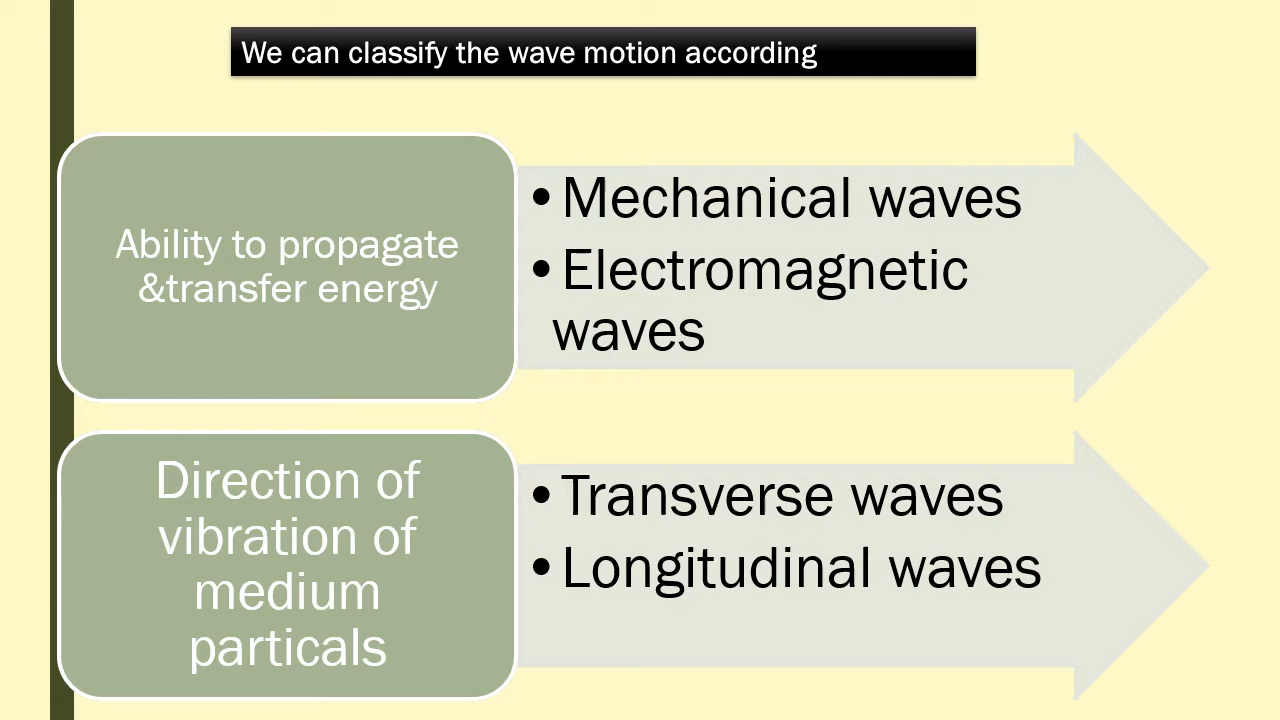 We can classify the wave motion according
Ability to propagate
&transfer energy
•Mechanical waves
•Electromagnetic
waves
Direction of
vibration of
medium
particals
•Transverse waves
•Longitudinal waves